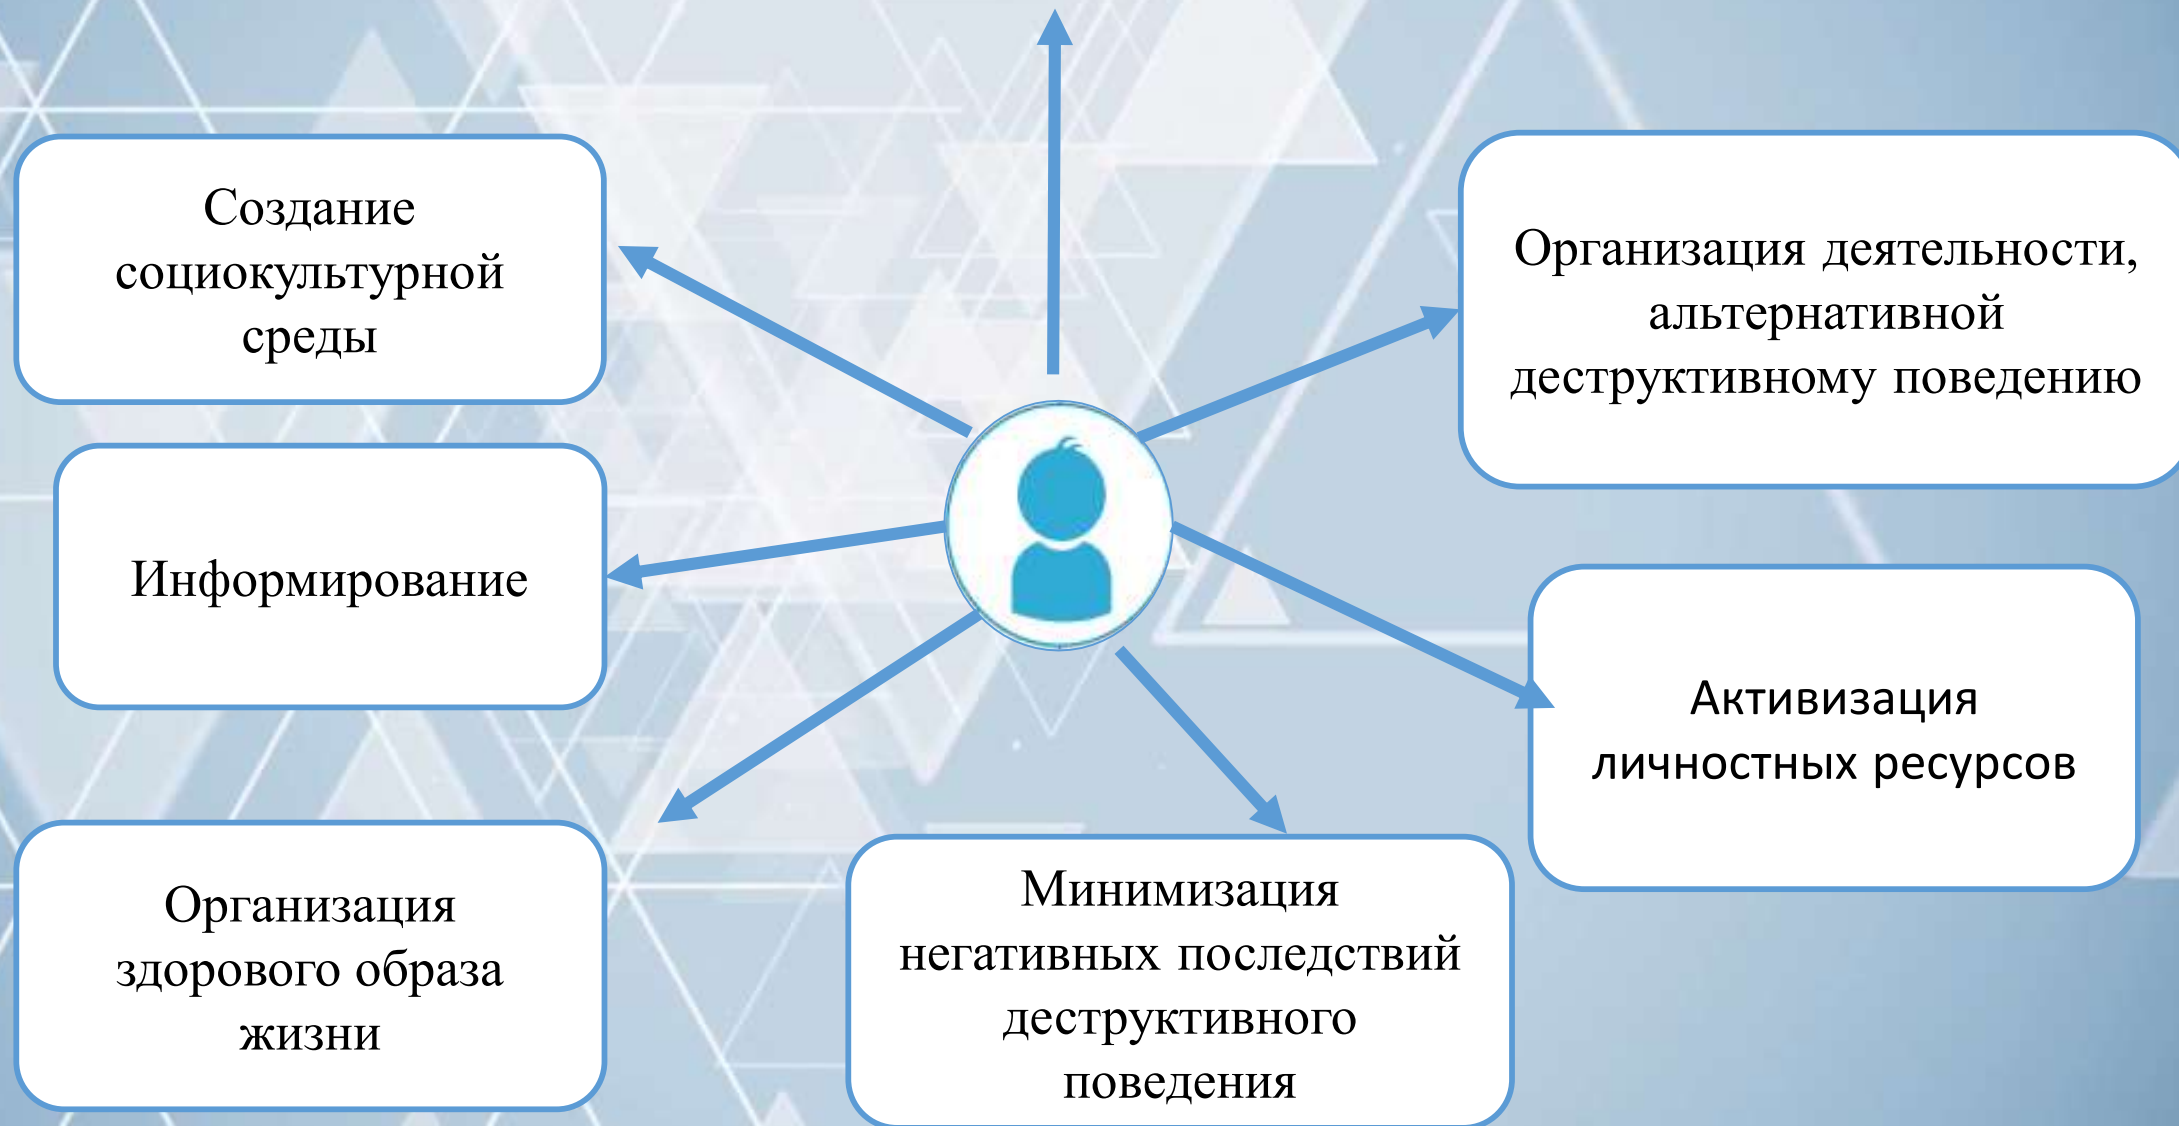 Создание
социокультурной
среды
Организация деятельности,
альтернативной
деструктивному поведению
Информирование
Активизация
личностных ресурсов
Организация
здорового образа
жизни
Минимизация
негативных последствий
деструктивного
поведения